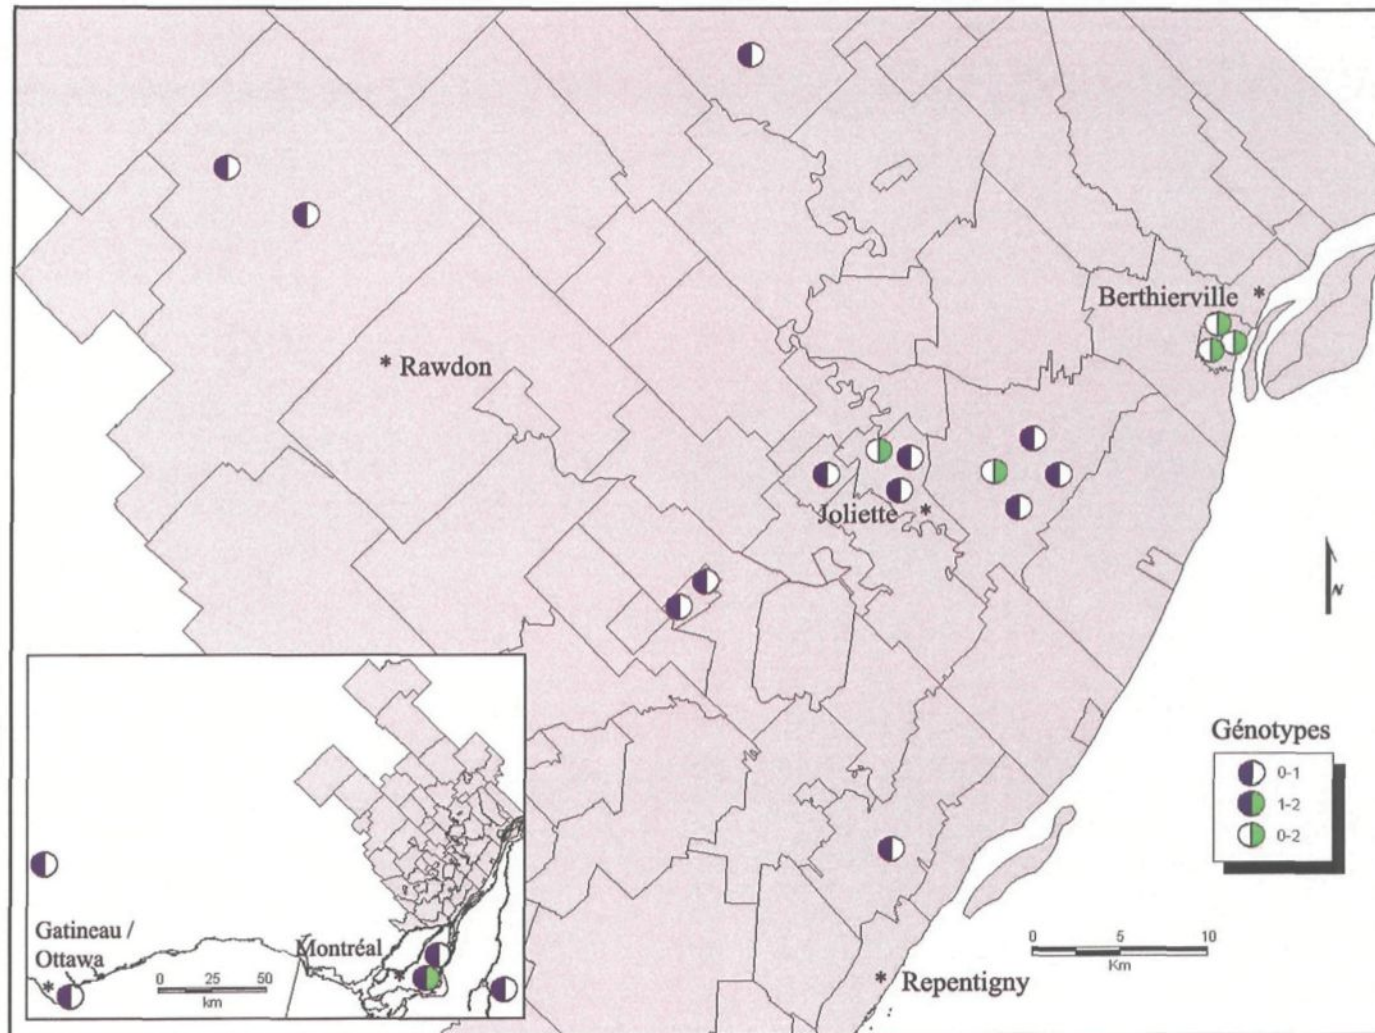 Berthierville *
* Rawdon
Joliette *
N
Génotypes
0-1
1-2
0-2
Gatineau /
Ottawa
*
Montréal
*
0 25 50
km
0 5 10
Km
* Repentigny